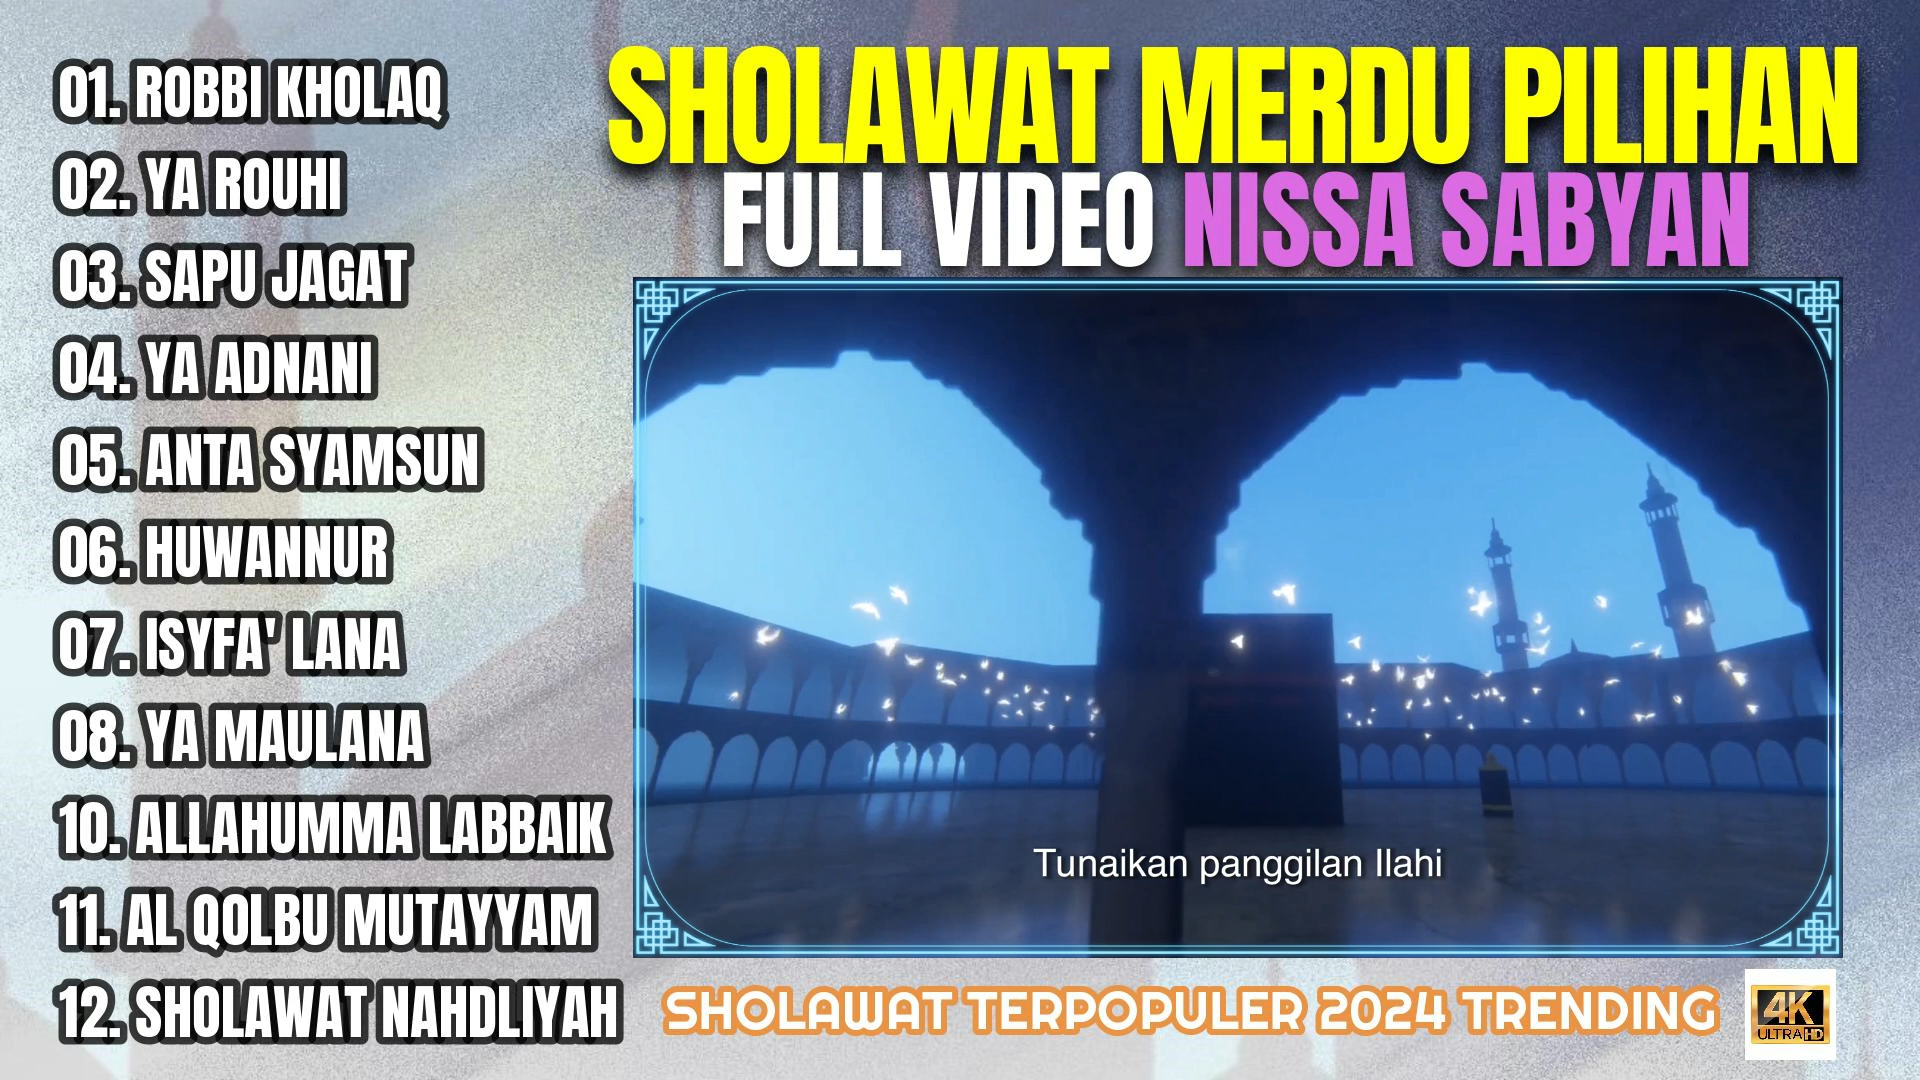 01. ROBBI KHOLAQ
02. YA ROUHI
03. SAPU JAGAT
04. YA ADNANI
05. ANTA SYAMSUN
06. HUWANNUR
07. ISYFA' LANA
08. YA MAULANA
10. ALLAHUMMA LABBAIK
11. AL QOLBU MUTAYYAM
12. SHOLAWAT NAHDLIYAH
SHOLAWAT MERDU PILIHAN
FULL VIDEO NISSA SABYAN
Tunaikan panggilan Ilahi
SHOLAWAT TERPOPULER 2024 TRENDING
4K
ULTRA HD